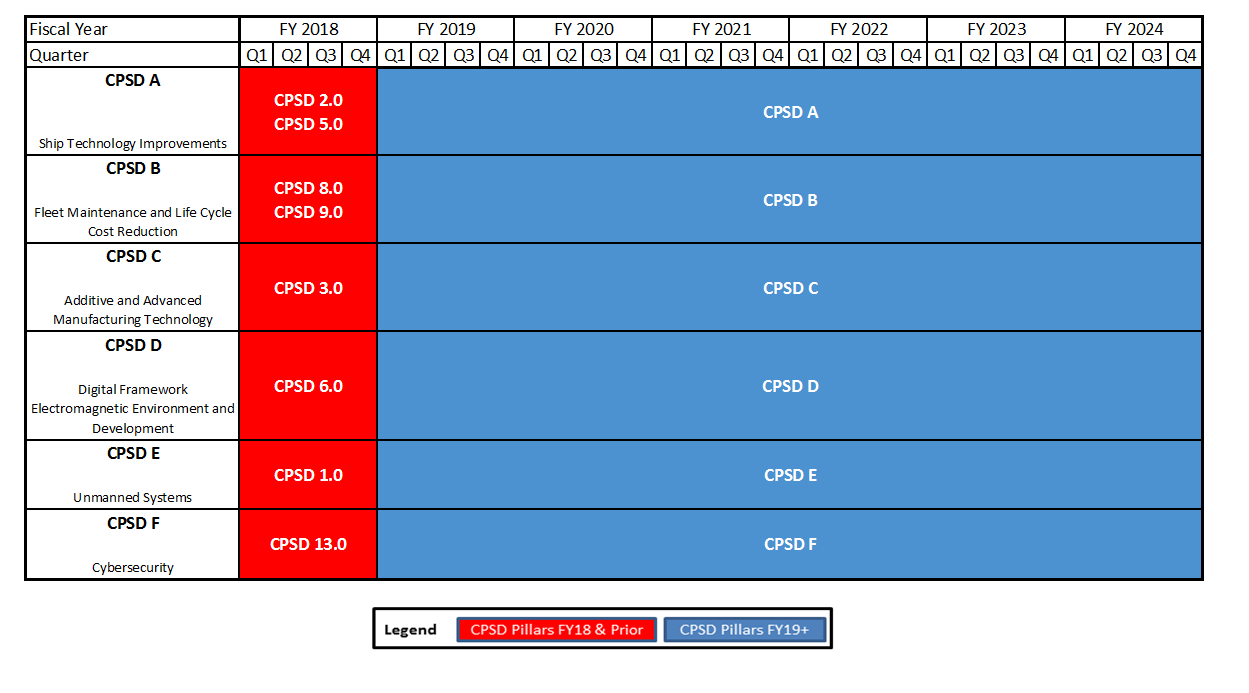 Fiscal Year FY 2018 FY 2019 FY 2020 FY 2021 FY 2022 FY 2023 FY 2024
Quarter Q1 Q2 Q3 Q4 Q1 Q2 Q3 Q4 Q1 Q2 Q3 Q4 Q1 Q2 Q3 Q4 Q1 Q2 Q3 Q4 Q1 Q2 Q3 Q4 Q1 Q2 Q3 Q4
CPSD A
Ship Technology Improvements
CPSD 2.0
CPSD 5.0
CPSD A
CPSD B
Fleet Maintenance and Life Cycle
Cost Reduction
CPSD 8.0
CPSD 9.0
CPSD B
CPSD C
Additive and Advanced
Manufacturing Technology
CPSD 3.0
CPSD C
CPSD D
Digital Framework
Electromagnetic Environment and
Development
CPSD 6.0
CPSD D
CPSD E
Unmanned Systems
CPSD 1.0
CPSD E
CPSD F
Cybersecurity
CPSD 13.0
CPSD F
Legend CPSD Pillars FY18 & Prior CPSD Pillars FY19+